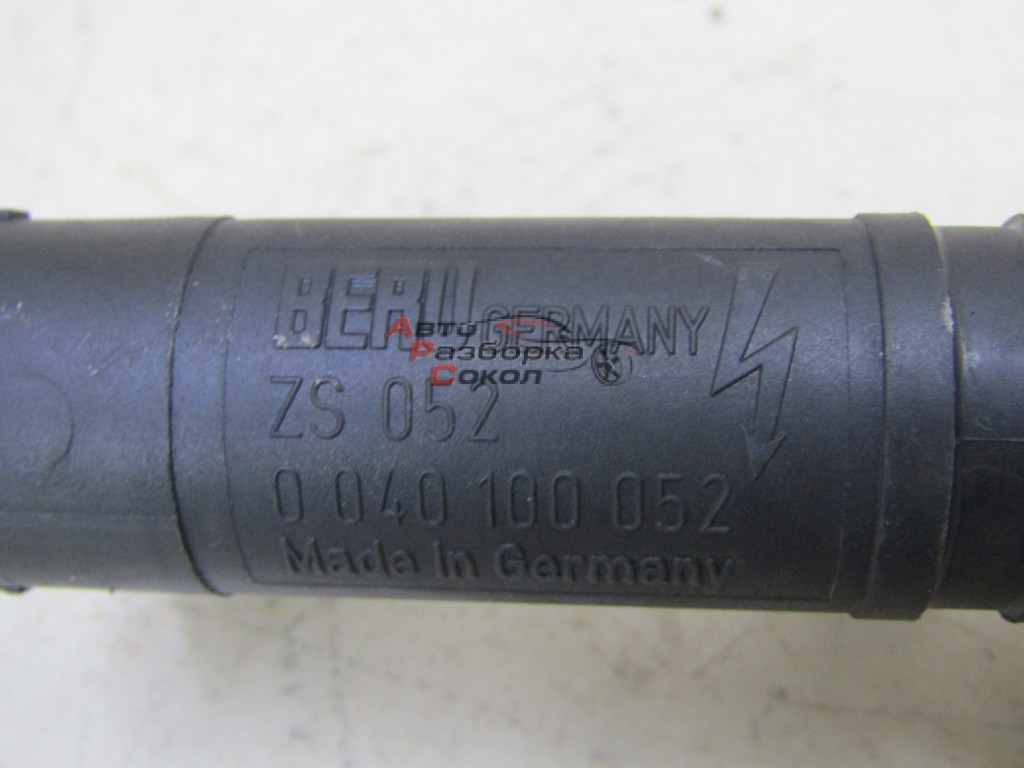 BERU GERMANY
Авто
Разборка
Сокол
ZS 052
0 040 100 052
Made in Germany